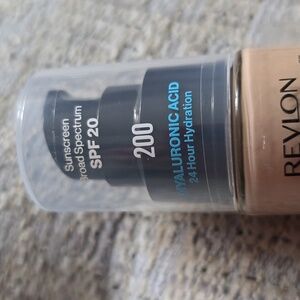 Sunscreen
Broad Spectrum
SPF 20
200
HYALURONIC ACID
24 Hour Hydration
REVLON